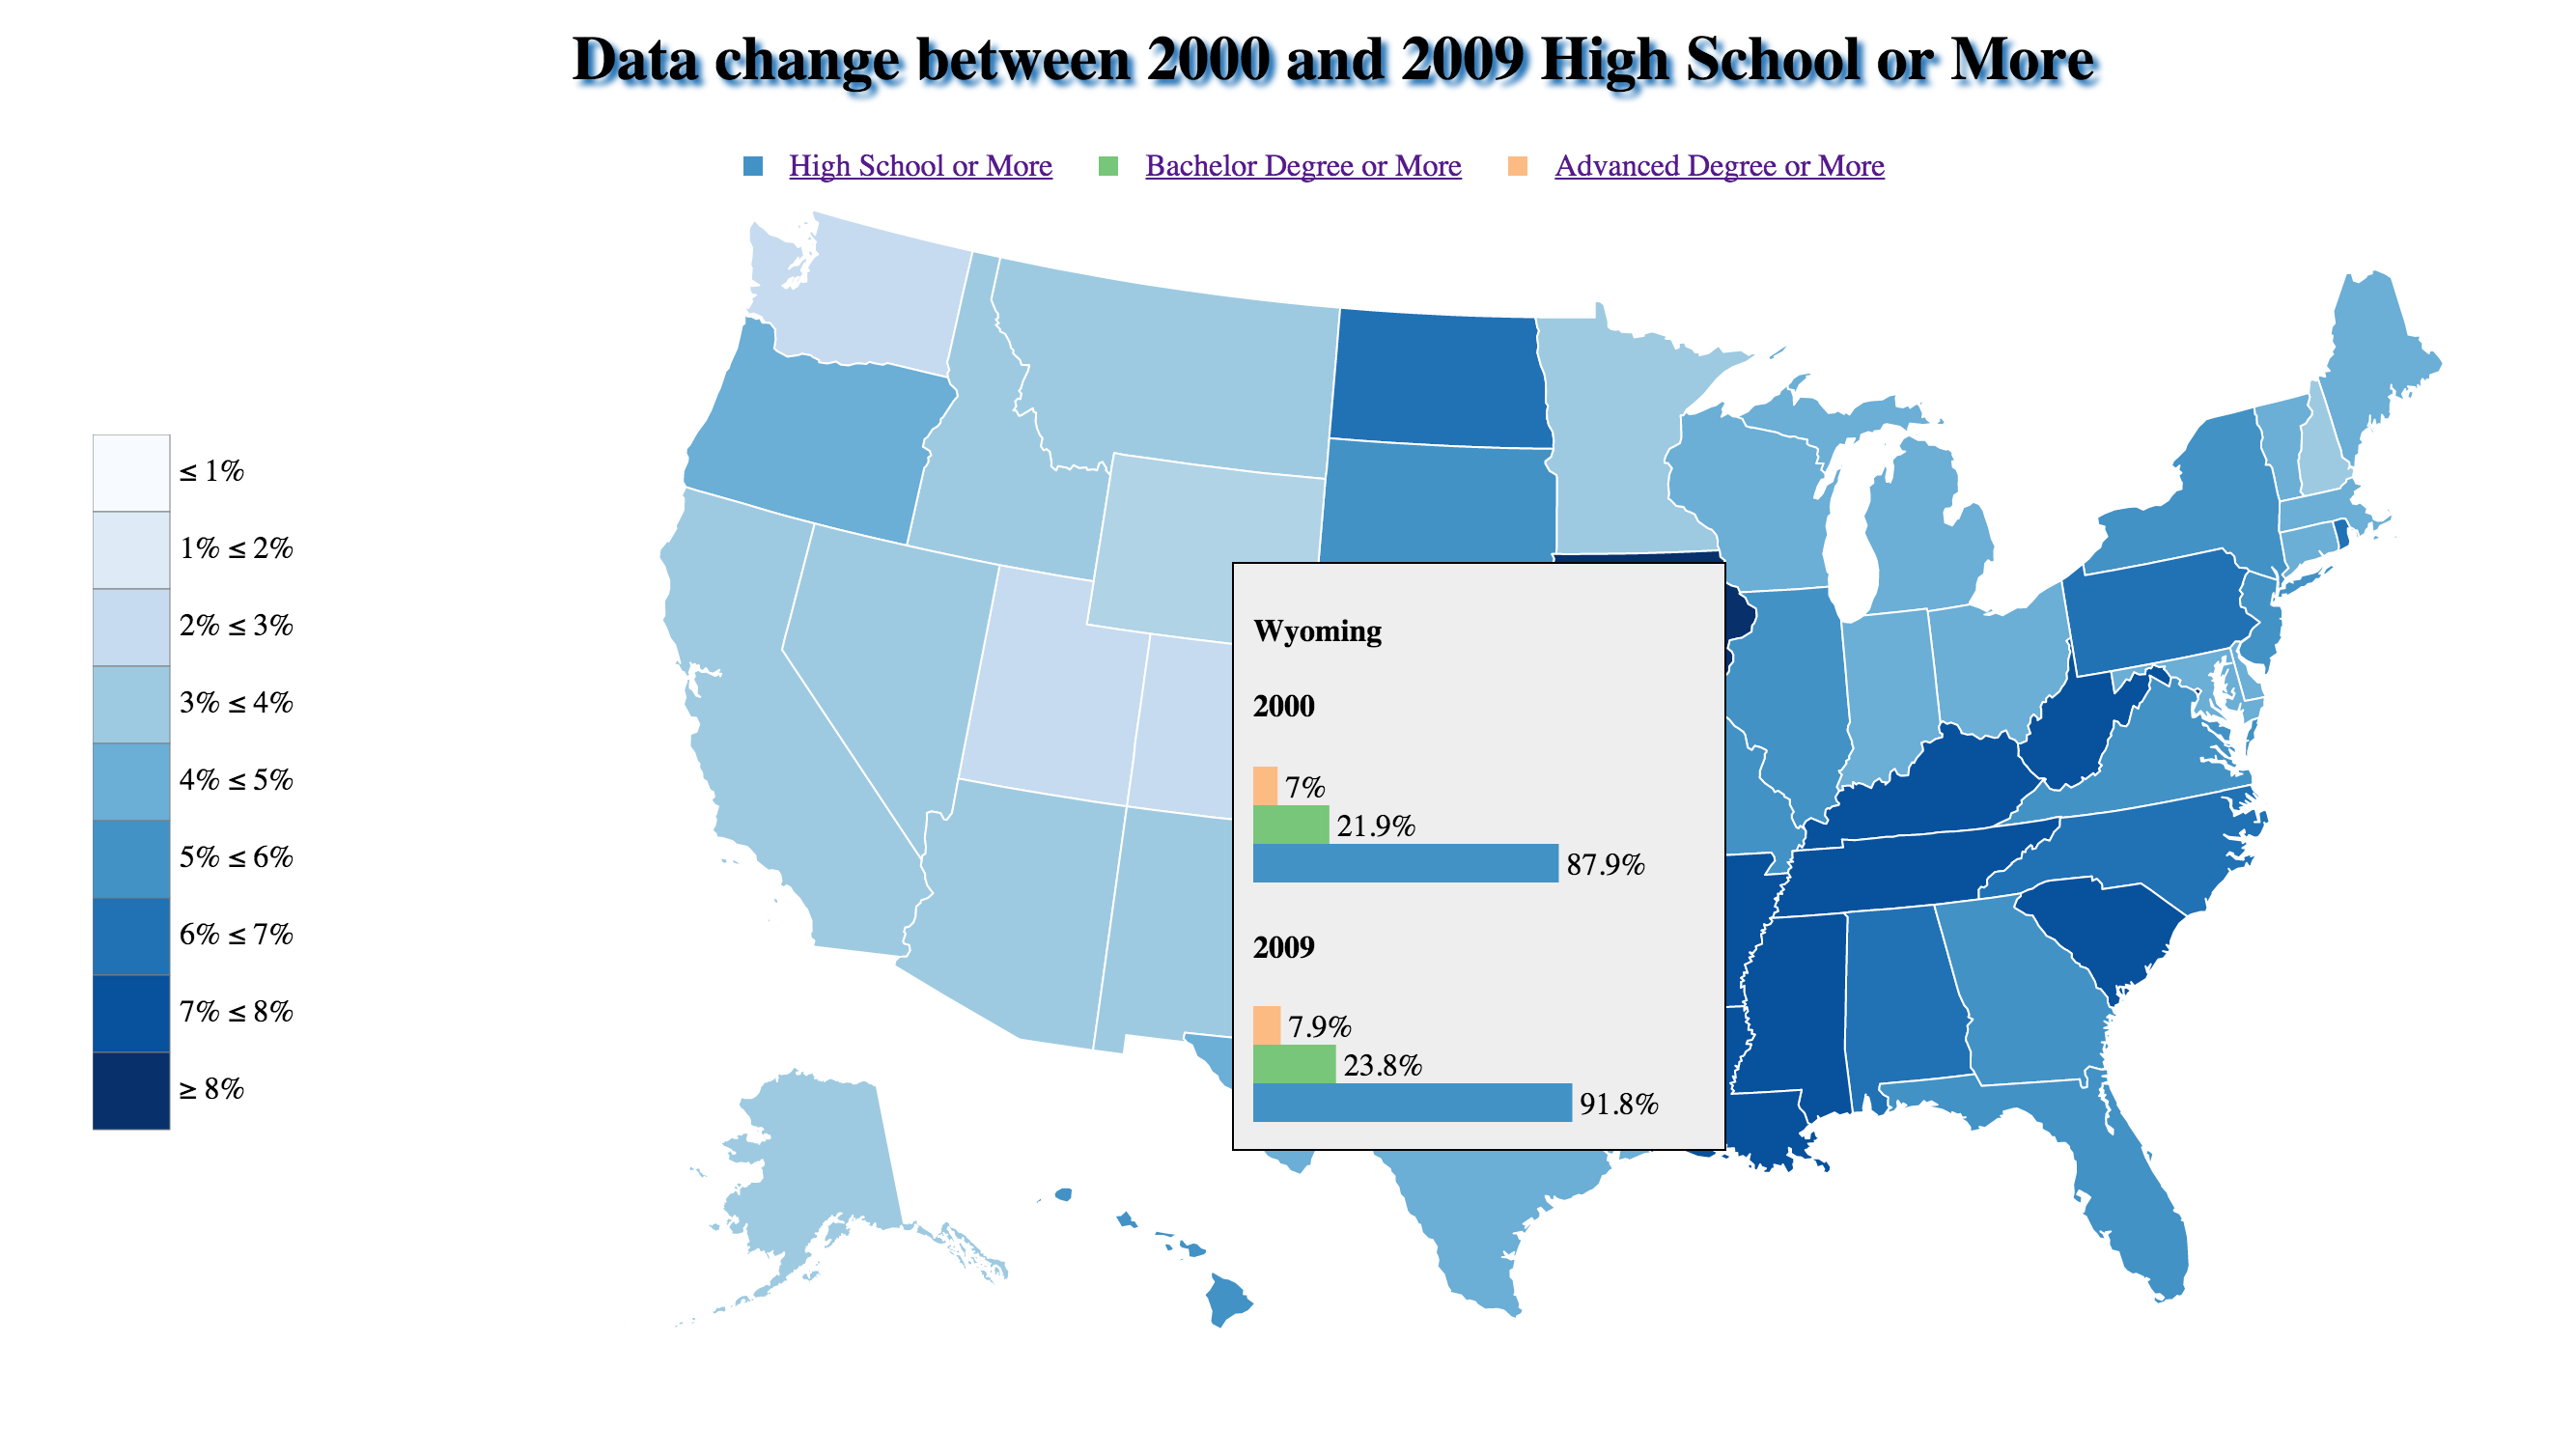 Data change between 2000 and 2009 High School or More
High School or More
Bachelor Degree or More
Advanced Degree or More
≤ 1%
1% ≤ 2%
2% ≤ 3%
3% ≤ 4%
4% ≤ 5%
5% ≤ 6%
6% ≤ 7%
7% ≤ 8%
≥ 8%
Wyoming
2000
7%
21.9%
87.9%
2009
7.9%
23.8%
91.8%